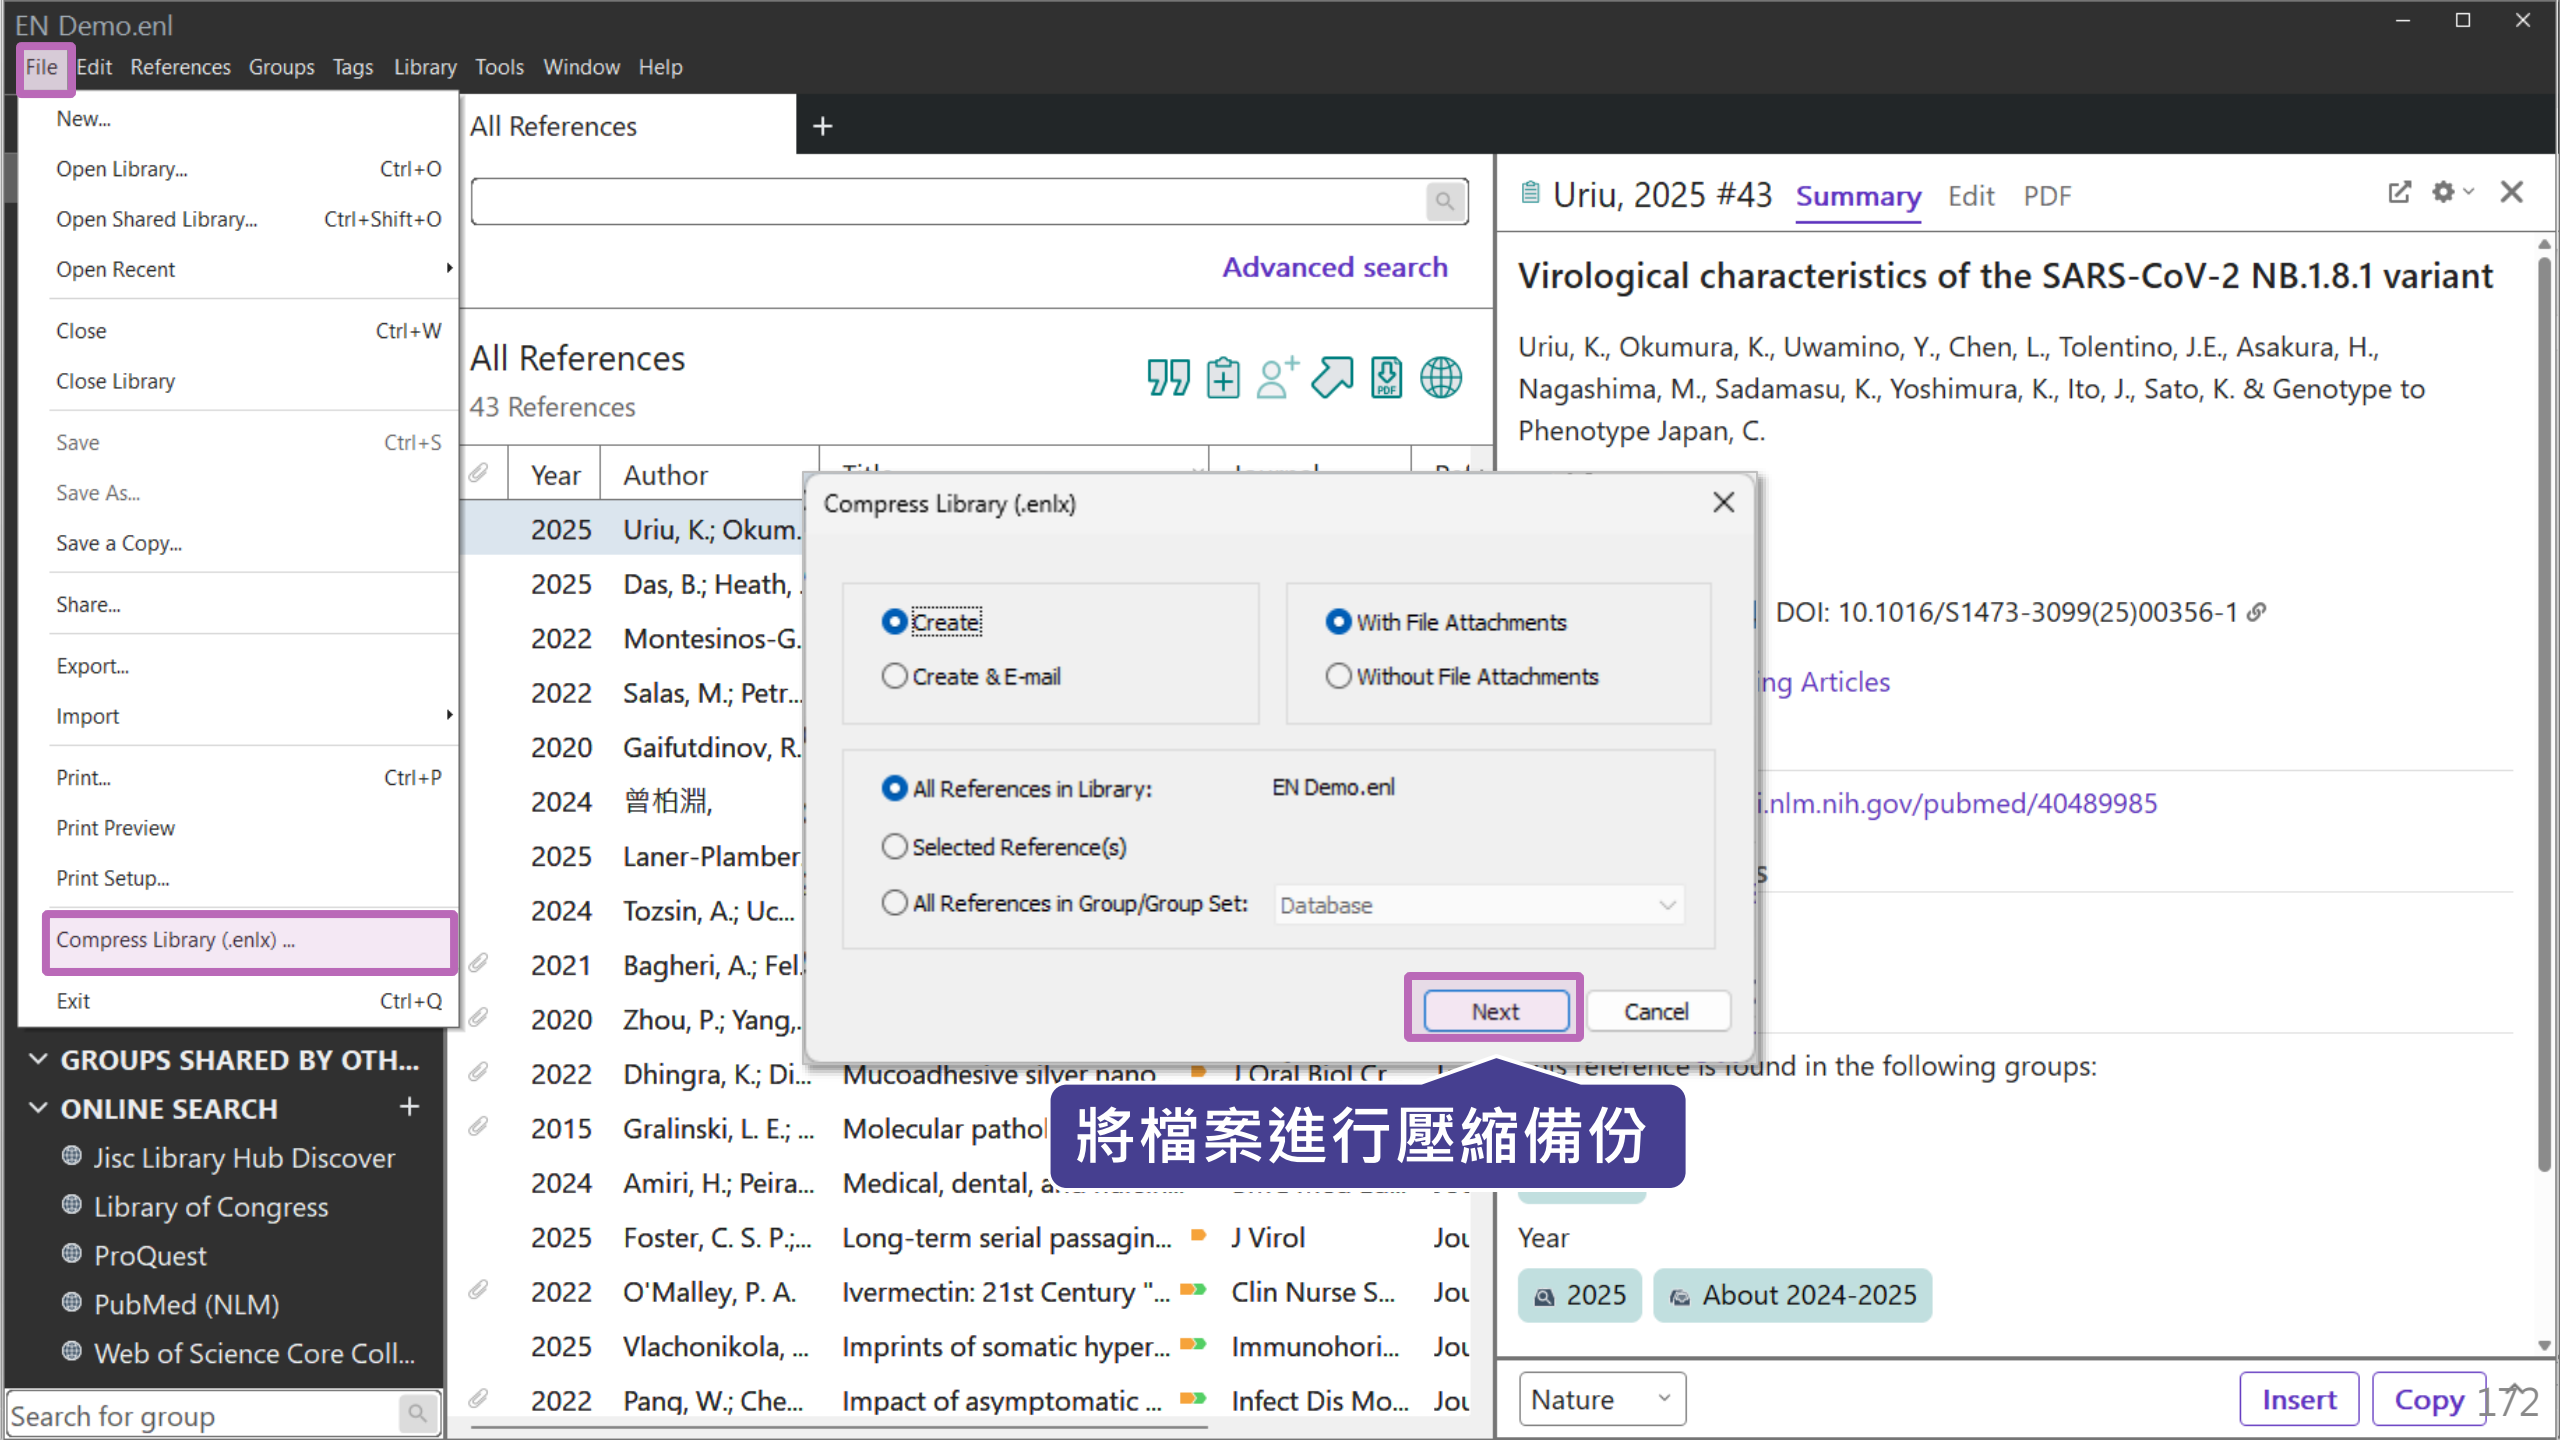 EN Demo.enl
File Edit References Groups Tags Library Tools Window Help
New...
Open Library... Ctrl+O
Open Shared Library... Ctrl+Shift+O
Open Recent
Close Ctrl+W
Close Library
Save Ctrl+S
Save As...
Save a Copy...
Share...
Export...
Import
Print... Ctrl+P
Print Preview
Print Setup...
Compress Library (.enlx) ...
Exit Ctrl+Q
GROUPS SHARED BY OTH...
ONLINE SEARCH +
Jisc Library Hub Discover
Library of Congress
ProQuest
PubMed (NLM)
Web of Science Core Coll...
Search for group
All References +
Advanced search
All References
43 References
Year Author
2025 Uriu, K.; Okum.
2025 Das, B.; Heath,
2022 Montesinos-G.
2022 Salas, M.; Petr...
2020 Gaifutdinov, R.
2024 曾柏淵,
2025 Laner-Plamber
2024 Tozsin, A.; Uc...
2021 Bagheri, A.; Fel.
2020 Zhou, P.; Yang,.
2022 Dhingra, K.; Di... Mucoadhesive silver nano J Oral Biol Cr
2015 Gralinski, L. E.; ... Molecular pathol
2024 Amiri, H.; Peira... Medical, dental,
2025 Foster, C. S. P.;... Long-term serial passagin... J Virol Jou
2022 O'Malley, P. A. Ivermectin: 21st Century "... Clin Nurse S... Jou
2025 Vlachonikola, ... Imprints of somatic hyper... Immunohori... Jou
2022 Pang, W.; Che... Impact of asymptomatic ... Infect Dis Mo... Jou
Compress Library (.enlx)
Create
Create & E-mail
With File Attachments
Without File Attachments
All References in Library: EN Demo.enl
Selected Reference(s)
All References in Group/Group Set: Database
Next Cancel
將檔案進行壓縮備份
Uriu, 2025 #43 Summary Edit PDF
Virological characteristics of the SARS-CoV-2 NB.1.8.1 variant
Uriu, K., Okumura, K., Uwamino, Y., Chen, L., Tolentino, J.E., Asakura, H.,
Nagashima, M., Sadamasu, K., Yoshimura, K., Ito, J., Sato, K. & Genotype to
Phenotype Japan, C.
DOI: 10.1016/S1473-3099(25)00356-1
ng Articles
i.nlm.nih.gov/pubmed/40489985
s
reference is found in the following groups:
Year
2025 About 2024-2025
Nature Insert Copy
172